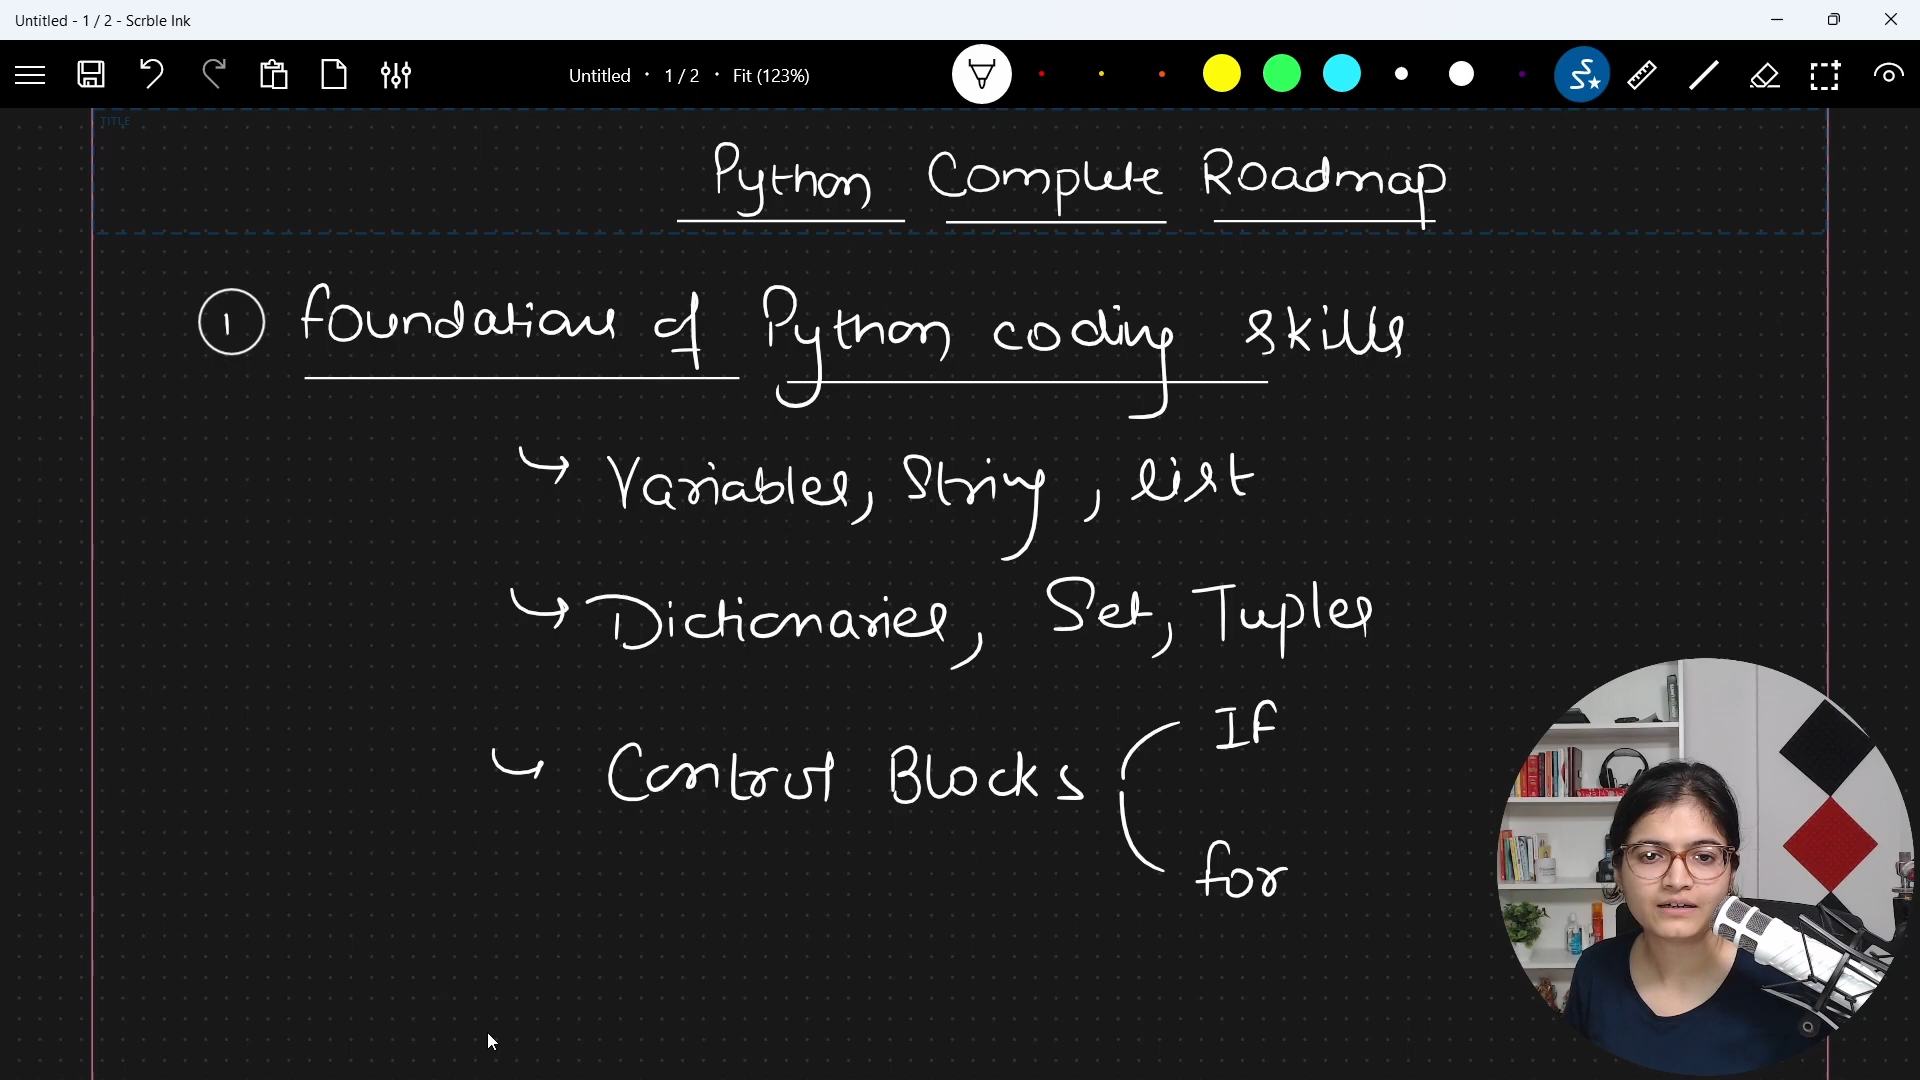 Untitled - 1 / 2 - Scrble Ink
Untitled • 1 / 2 • Fit (123%)
TITLE
Python Complete Roadmap
1 Foundations of Python coding skills
Variables, String, list
Dictionaries, Set, Tuples
If
Control Blocks
for